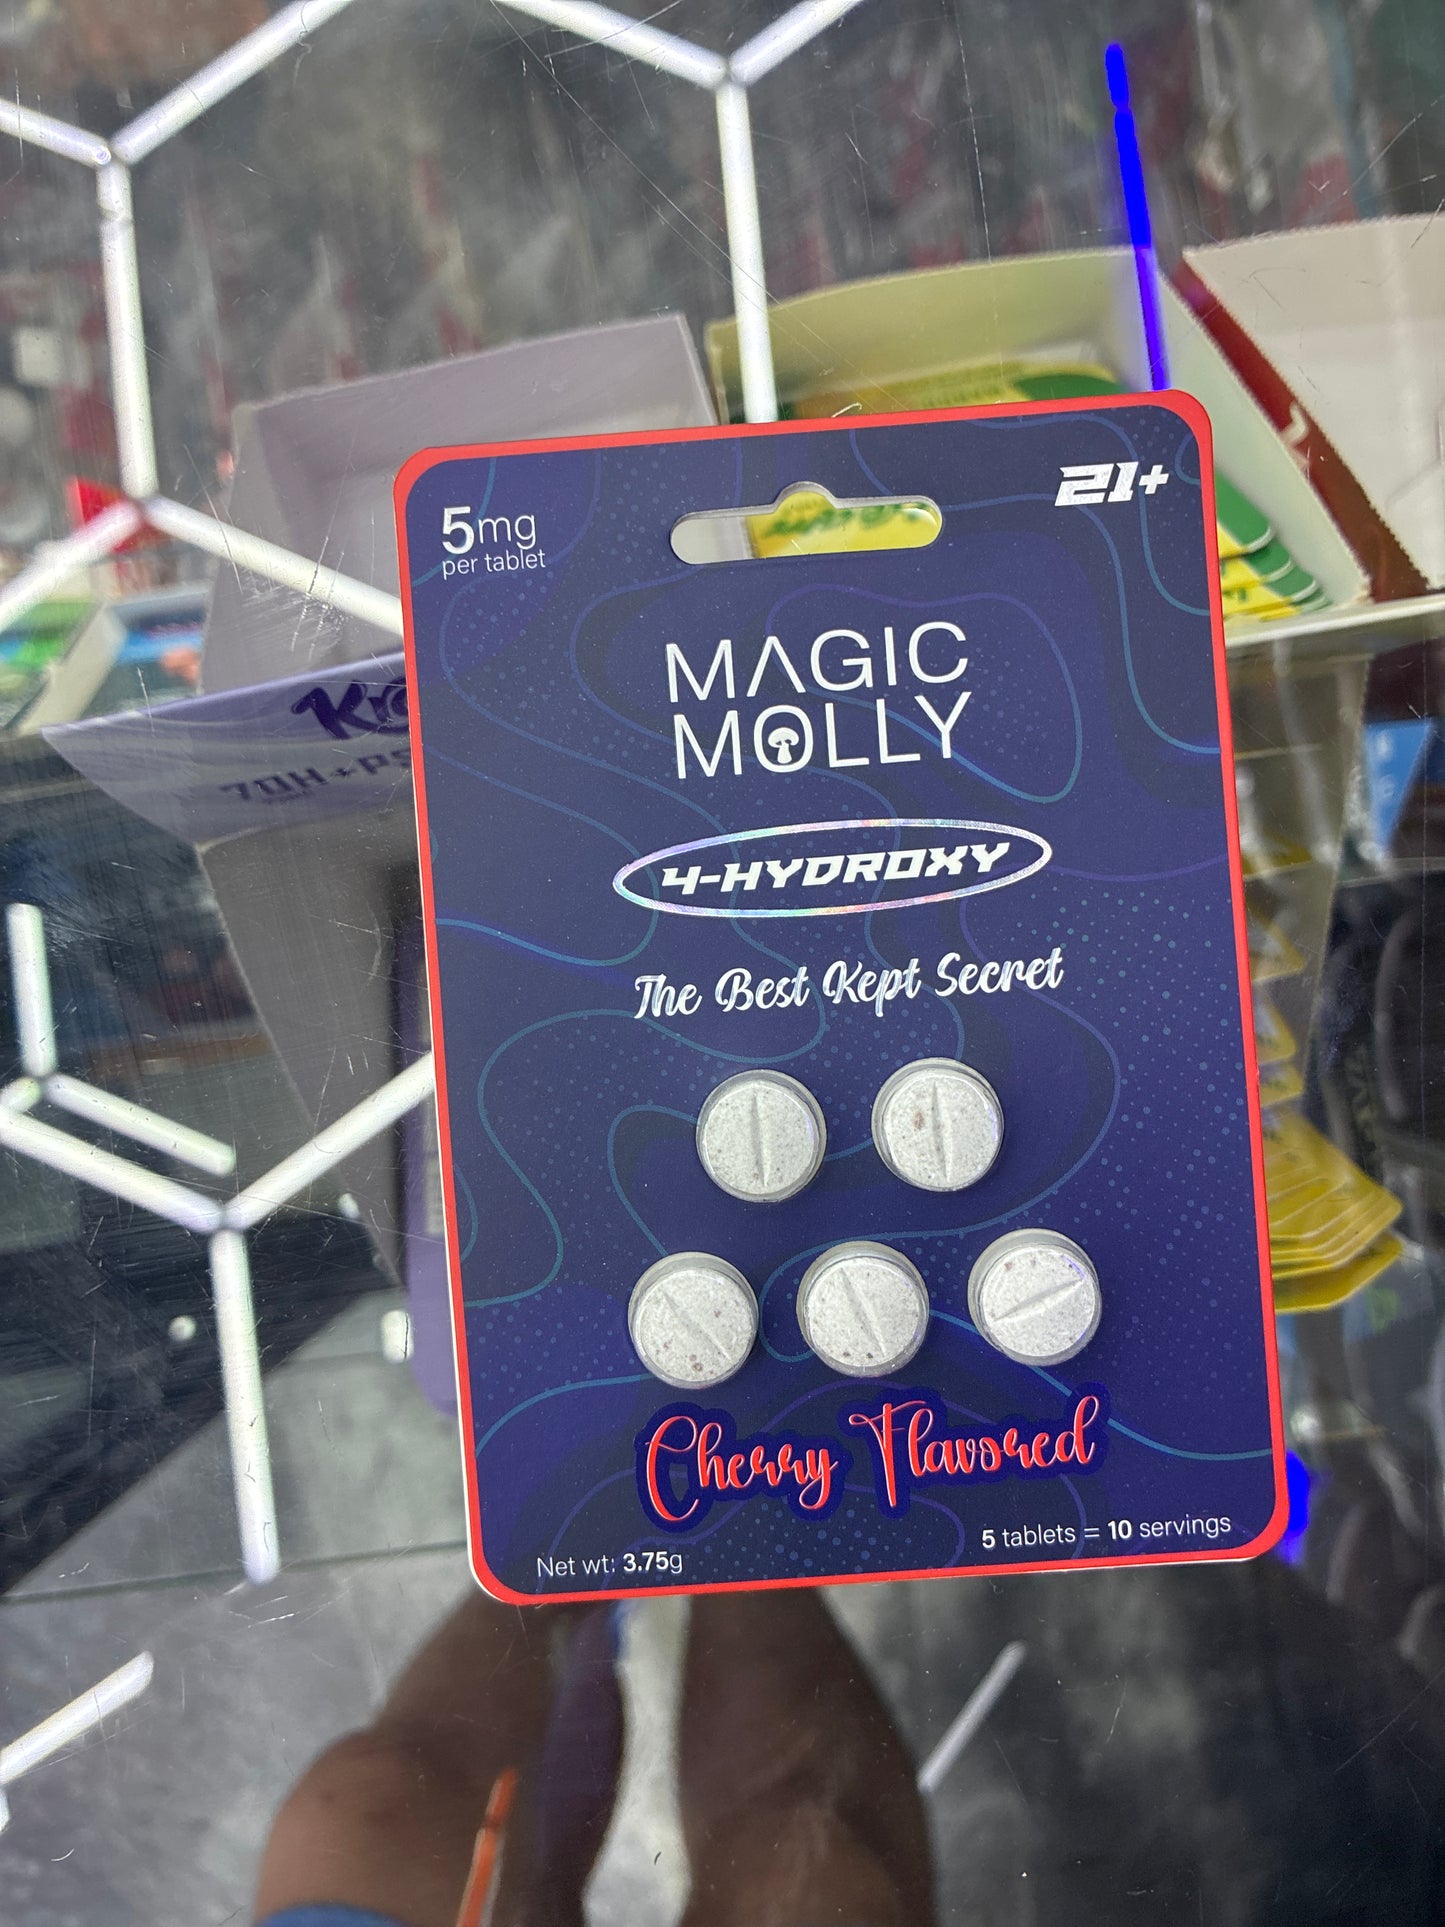 5mg
per tablet
21+
MAGIC
MOLLY
4-HYDROXY
The Best Kept Secret
Cherry Flavored
5 tablets = 10 servings
Net wt: 3.75g